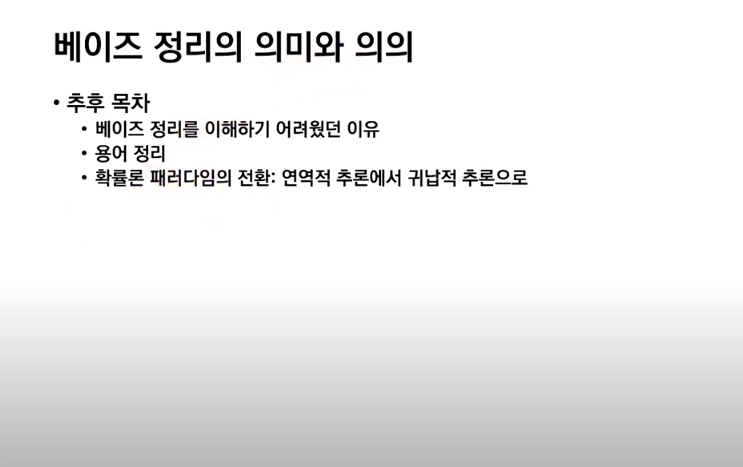 베이즈 정리의 의미와 의의
• 추후 목차
• 베이즈 정리를 이해하기 어려웠던 이유
• 용어 정리
• 확률론 패러다임의 전환: 연역적 추론에서 귀납적 추론으로